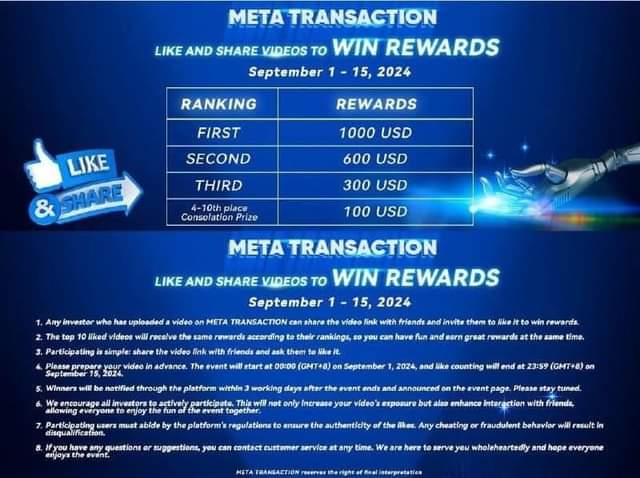 META TRANSACTION
LIKE AND SHARE VIDEOS TO WIN REWARDS
September 1 - 15, 2024
RANKING REWARDS
FIRST 1000 USD
SECOND 600 USD
THIRD 300 USD
4-10th place
Consolation Prize 100 USD
LIKE
& SHARE
META TRANSACTION
LIKE AND SHARE VIDEOS TO WIN REWARDS
September 1 - 15, 2024
1. Any investor who has uploaded a video on META TRANSACTION can share the video link with friends and invite them to like it to win rewards.
2. The top 10 liked videos will receive the same rewards according to their rankings, so you can have fun and earn great rewards at the same time.
3. Participating is simple: share the video link with friends and ask them to like it.
4. Please prepare your video in advance. The event will start at 00:00 (GMT+8) on September 1, 2024, and like counting will end at 23:59 (GMT+8) on
September 15, 2024.
5. Winners will be notified through the platform within 3 working days after the event ends and announced on the event page. Please stay tuned.
6. We encourage all investors to actively participate. This will not only increase your video's exposure but also enhance interaction with friends,
allowing everyone to enjoy the fun of the event together.
7. Participating users must abide by the platform's regulations to ensure the authenticity of the likes. Any cheating or fraudulent behavior will result in
disqualification.
8. If you have any questions or suggestions, you can contact customer service at any time. We are here to serve you wholeheartedly and hope everyone
enjoys the event.
META TRANSACTION reserves the right of final interpretation